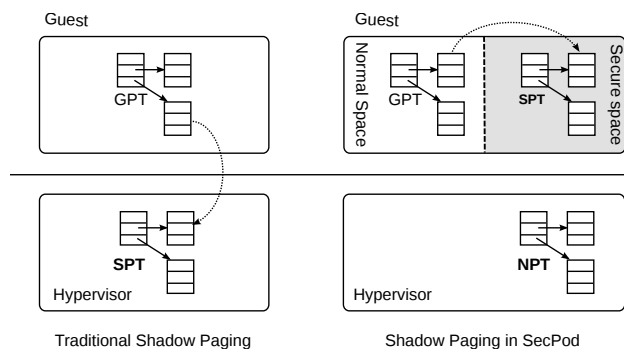 Guest
GPT
SPT
Hypervisor
Traditional Shadow Paging
Guest
Normal Space
GPT
SPT
Secure space
NPT
Hypervisor
Shadow Paging in SecPod